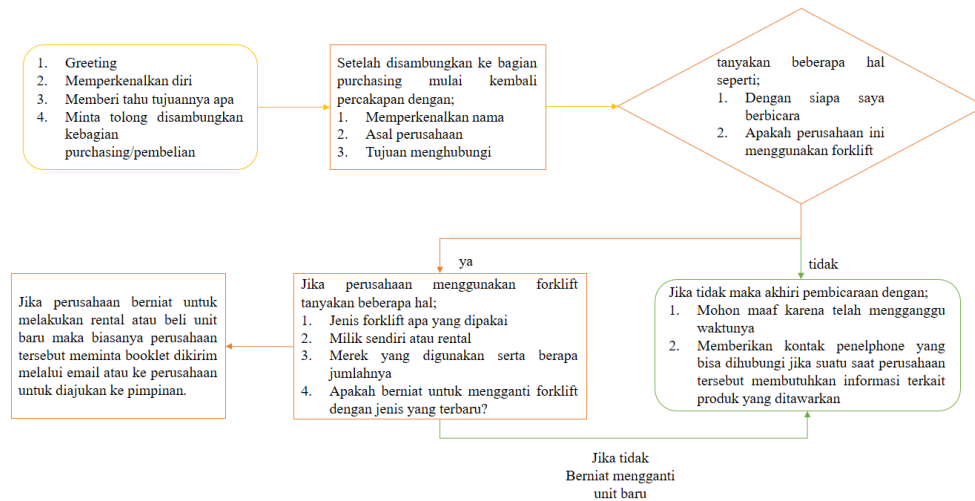 1. Greeting
2. Memperkenalkan diri
3. Memberi tahu tujuannya apa
4. Minta tolong disambungkan
kebagian
purchasing/pembelian
Setelah disambungkan ke bagian
purchasing mulai kembali
percakapan dengan;
1. Memperkenalkan nama
2. Asal perusahaan
3. Tujuan menghubungi
tanyakan beberapa hal
seperti;
1. Dengan siapa saya
berbicara
2. Apakah perusahaan ini
menggunakan forklift
ya
tidak
Jika perusahaan menggunakan forklift
tanyakan beberapa hal;
1. Jenis forklift apa yang dipakai
2. Milik sendiri atau rental
3. Merek yang digunakan serta berapa
jumlahnya
4. Apakah berniat untuk mengganti forklift
dengan jenis yang terbaru?
Jika perusahaan berniat untuk
melakukan rental atau beli unit
baru maka biasanya perusahaan
tersebut meminta booklet dikirim
melalui email atau ke perusahaan
untuk diajukan ke pimpinan.
Jika tidak maka akhiri pembicaraan dengan;
1. Mohon maaf karena telah mengganggu
waktunya
2. Memberikan kontak penelphone yang
bisa dihubungi jika suatu saat perusahaan
tersebut membutuhkan informasi terkait
produk yang ditawarkan
Jika tidak
Berniat mengganti
unit baru